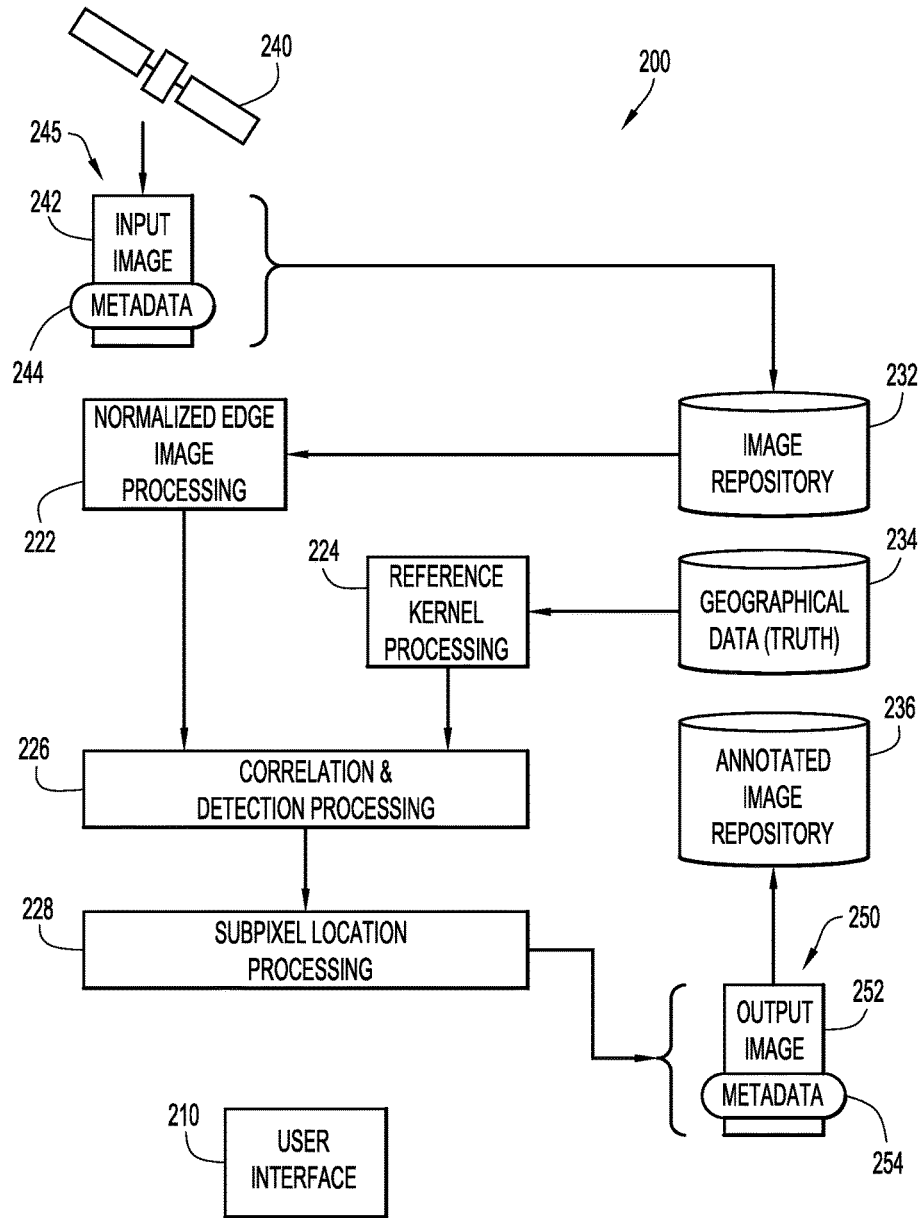 240
200
245
242
INPUT
IMAGE
METADATA
244
232
NORMALIZED EDGE
IMAGE
PROCESSING
222
IMAGE
REPOSITORY
224
REFERENCE
KERNEL
PROCESSING
234
GEOGRAPHICAL
DATA (TRUTH)
236
ANNOTATED
IMAGE
REPOSITORY
226
CORRELATION &
DETECTION PROCESSING
228
SUBPIXEL LOCATION
PROCESSING
250
252
OUTPUT
IMAGE
METADATA
254
210
USER
INTERFACE